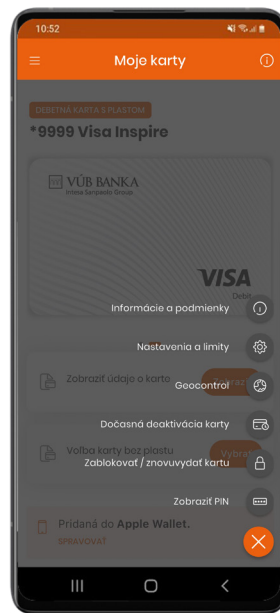 10:52
Moje karty
DEBETNÁ KARTA S PLASTOM
*9999 Visa Inspire
VÚB BANKA
Intesa Sanpaolo Group
VISA
Debit
Informácie a podmienky
Nastavenia a limity
Zobraziť údaje o karte
Geocontrol
Dočasná deaktivácia karty
Voľba karty bez plastu
Vybrať
Zablokovať / znovuvydať kartu
Zobraziť PIN
Pridaná do Apple Wallet.
SPRAVOVAŤ